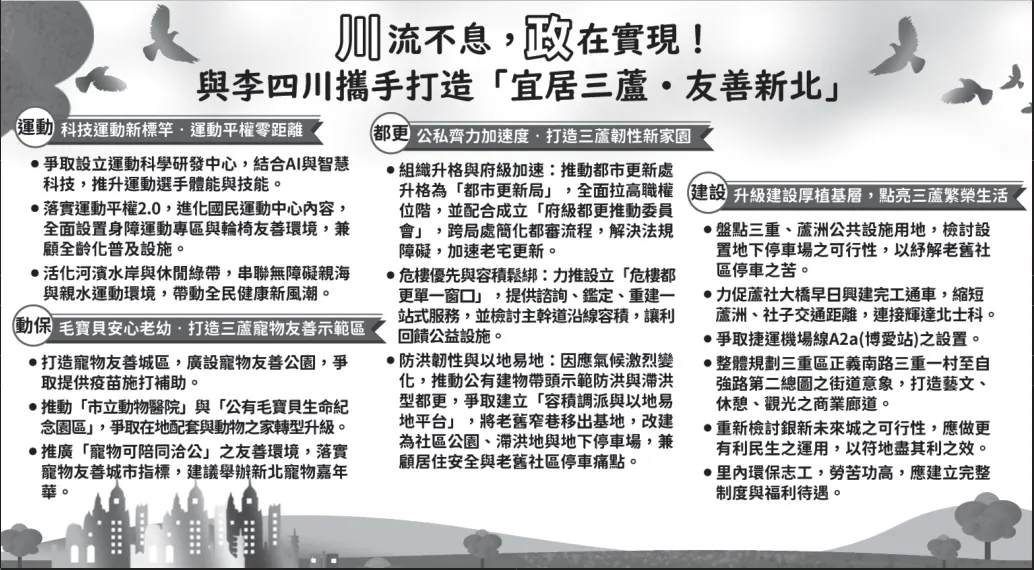 川流不息，政在實現！
與李四川攜手打造「宜居三蘆・友善新北」
運動 科技運動新標竿．運動平權零距離
●爭取設立運動科學研發中心，結合AI與智慧
科技，推升運動選手體能與技能。
●落實運動平權2.0，進化國民運動中心內容，
全面設置身障運動專區與輪椅友善環境，兼
顧全齡化普及設施。
●活化河濱水岸與休閒綠帶，串聯無障礙親海
與親水運動環境，帶動全民健康新風潮。
動保 毛寶貝安心老幼．打造三蘆寵物友善示範區
●打造寵物友善城區，廣設寵物友善公園，爭
取提供疫苗施打補助。
●推動「市立動物醫院」與「公有毛寶貝生命紀
念園區」，爭取在地配套與動物之家轉型升級。
●推廣「寵物可陪同洽公」之友善環境，落實
寵物友善城市指標，建議舉辦新北寵物嘉年
華。
都更 公私齊力加速度．打造三蘆韌性新家園
●組織升格與府級加速：推動都市更新處
升格為「都市更新局」，全面拉高職權
位階，並配合成立「府級都更推動委員
會」，跨局處簡化都審流程，解決法規
障礙，加速老宅更新。
●危樓優先與容積鬆綁：力推設立「危樓都
更單一窗口」，提供諮詢、鑑定、重建一
站式服務，並檢討主幹道沿線容積，讓利
回饋公益設施。
●防洪韌性與以地易地：因應氣候激烈變
化，推動公有建物帶頭示範防洪與滯洪
型都更，爭取建立「容積調派與以地易
地平台」，將老舊窄巷移出基地，改建
為社區公園、滯洪地與地下停車場，兼
顧居住安全與老舊社區停車痛點。
建設 升級建設厚植基層，點亮三蘆繁榮生活
●盤點三重、蘆洲公共設施用地，檢討設
置地下停車場之可行性，以紓解老舊社
區停車之苦。
●力促蘆社大橋早日興建完工通車，縮短
蘆洲、社子交通距離，連接輝達北士科。
●爭取捷運機場線A2a(博愛站)之設置。
●整體規劃三重區正義南路三重一村至自
強路第二總圖之街道意象，打造藝文、
休憩、觀光之商業廊道。
●重新檢討銀新未來城之可行性，應做更
有利民生之運用，以符地盡其利之效。
●里內環保志工，勞苦功高，應建立完整
制度與福利待遇。